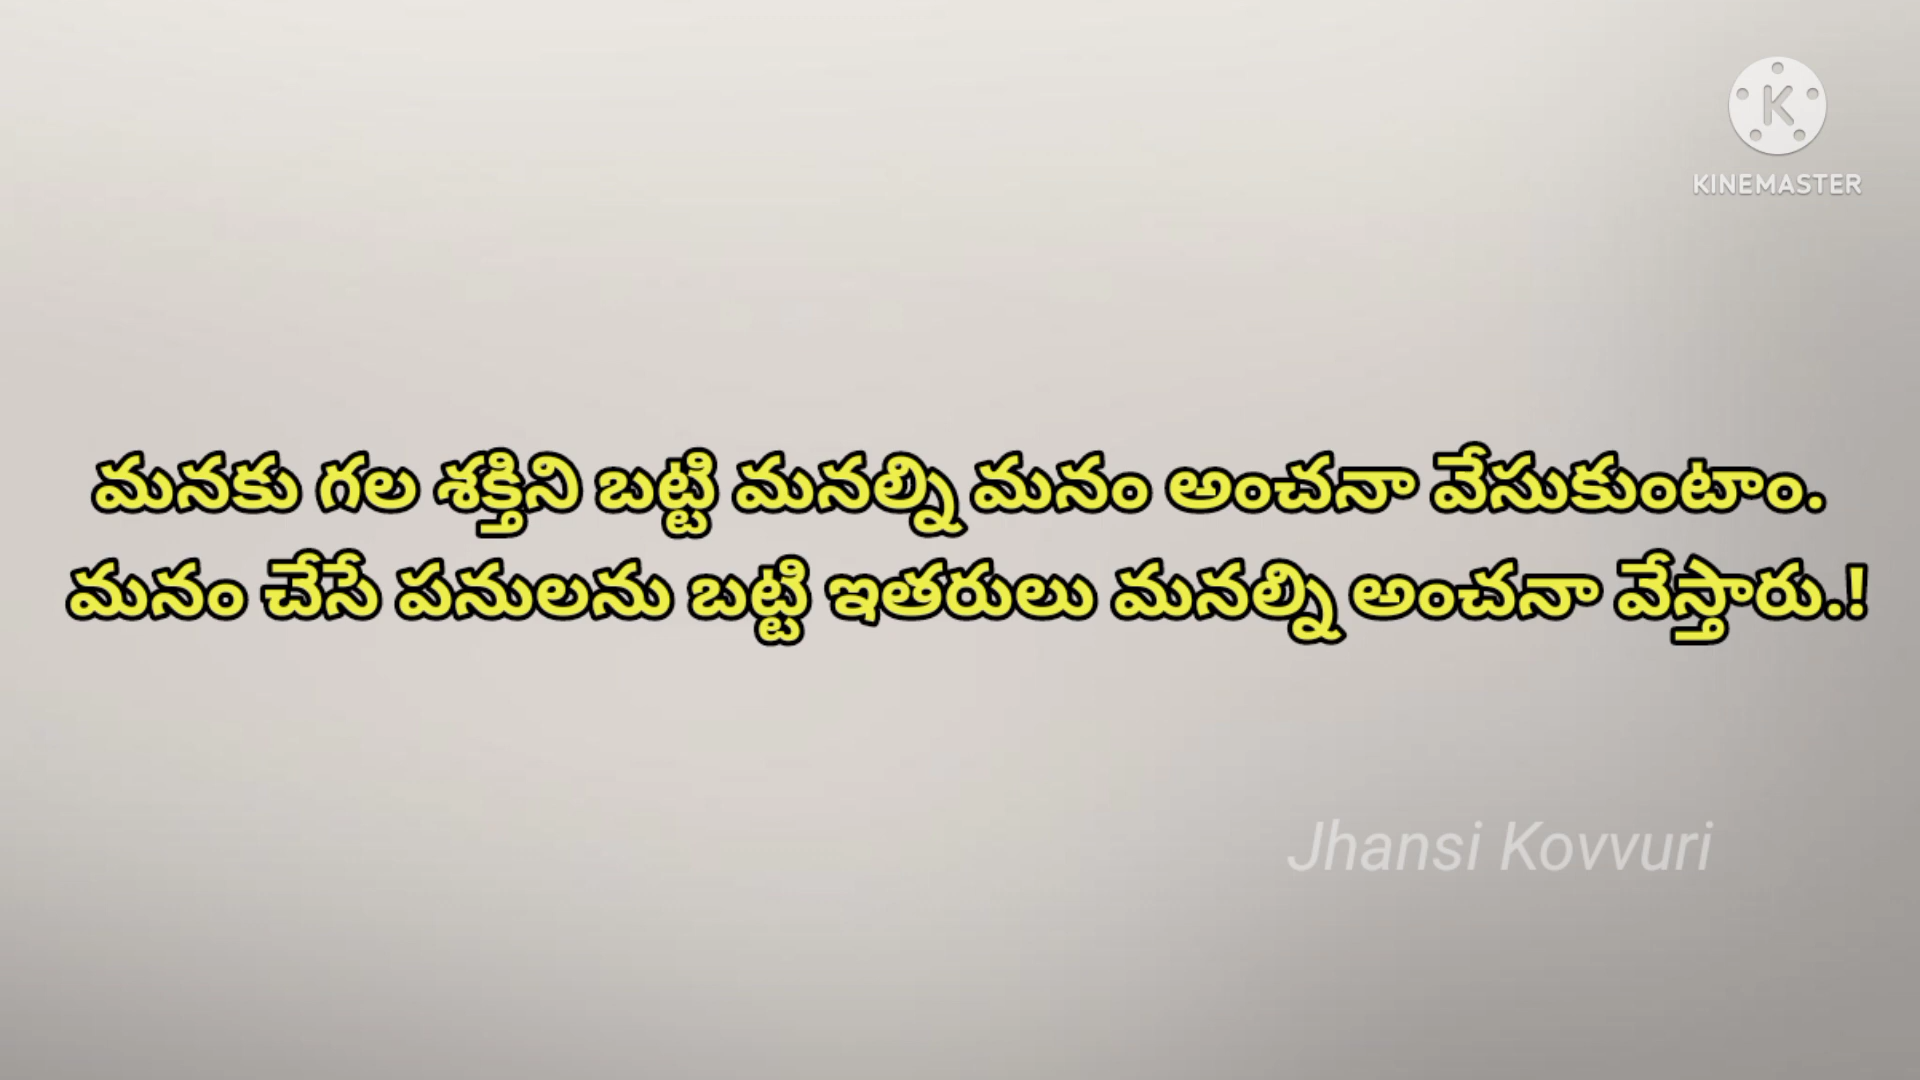 KINEMASTER
మనకు గల శక్తిని బట్టి మనల్ని మనం అంచనా వేసుకుంటాం.
మనం చేసే పనులను బట్టి ఇతరులు మనల్ని అంచనా వేస్తారు.!
Jhansi Kovvuri